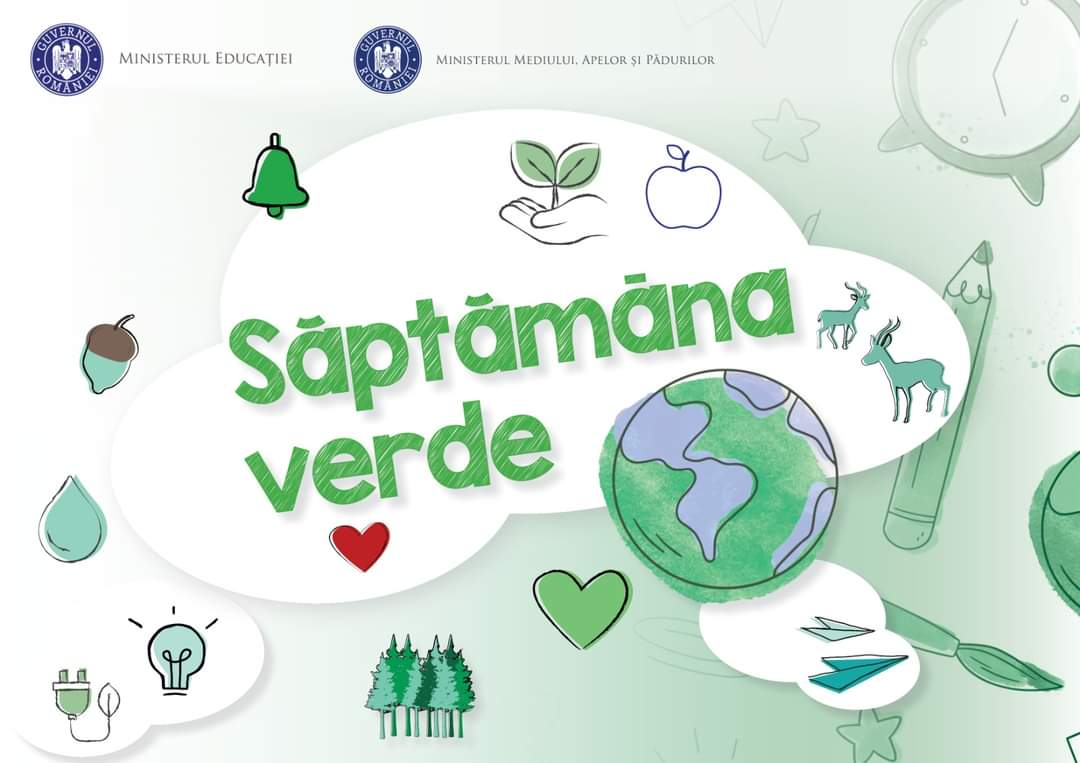 GUVERNUL ROMÂNIEI
MINISTERUL EDUCAȚIEI
GUVERNUL ROMÂNIEI
MINISTERUL MEDIULUI, APELOR ȘI PĂDURILOR
Săptămâna
verde